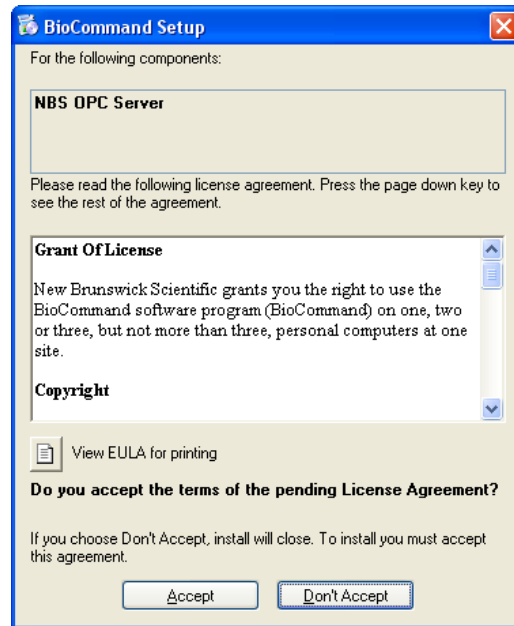 BioCommand Setup
For the following components:
NBS OPC Server
Please read the following license agreement. Press the page down key to
see the rest of the agreement.
Grant Of License
New Brunswick Scientific grants you the right to use the
BioCommand software program (BioCommand) on one, two
or three, but not more than three, personal computers at one
site.
Copyright
View EULA for printing
Do you accept the terms of the pending License Agreement?
If you choose Don't Accept, install will close. To install you must accept
this agreement.
Accept
Don't Accept